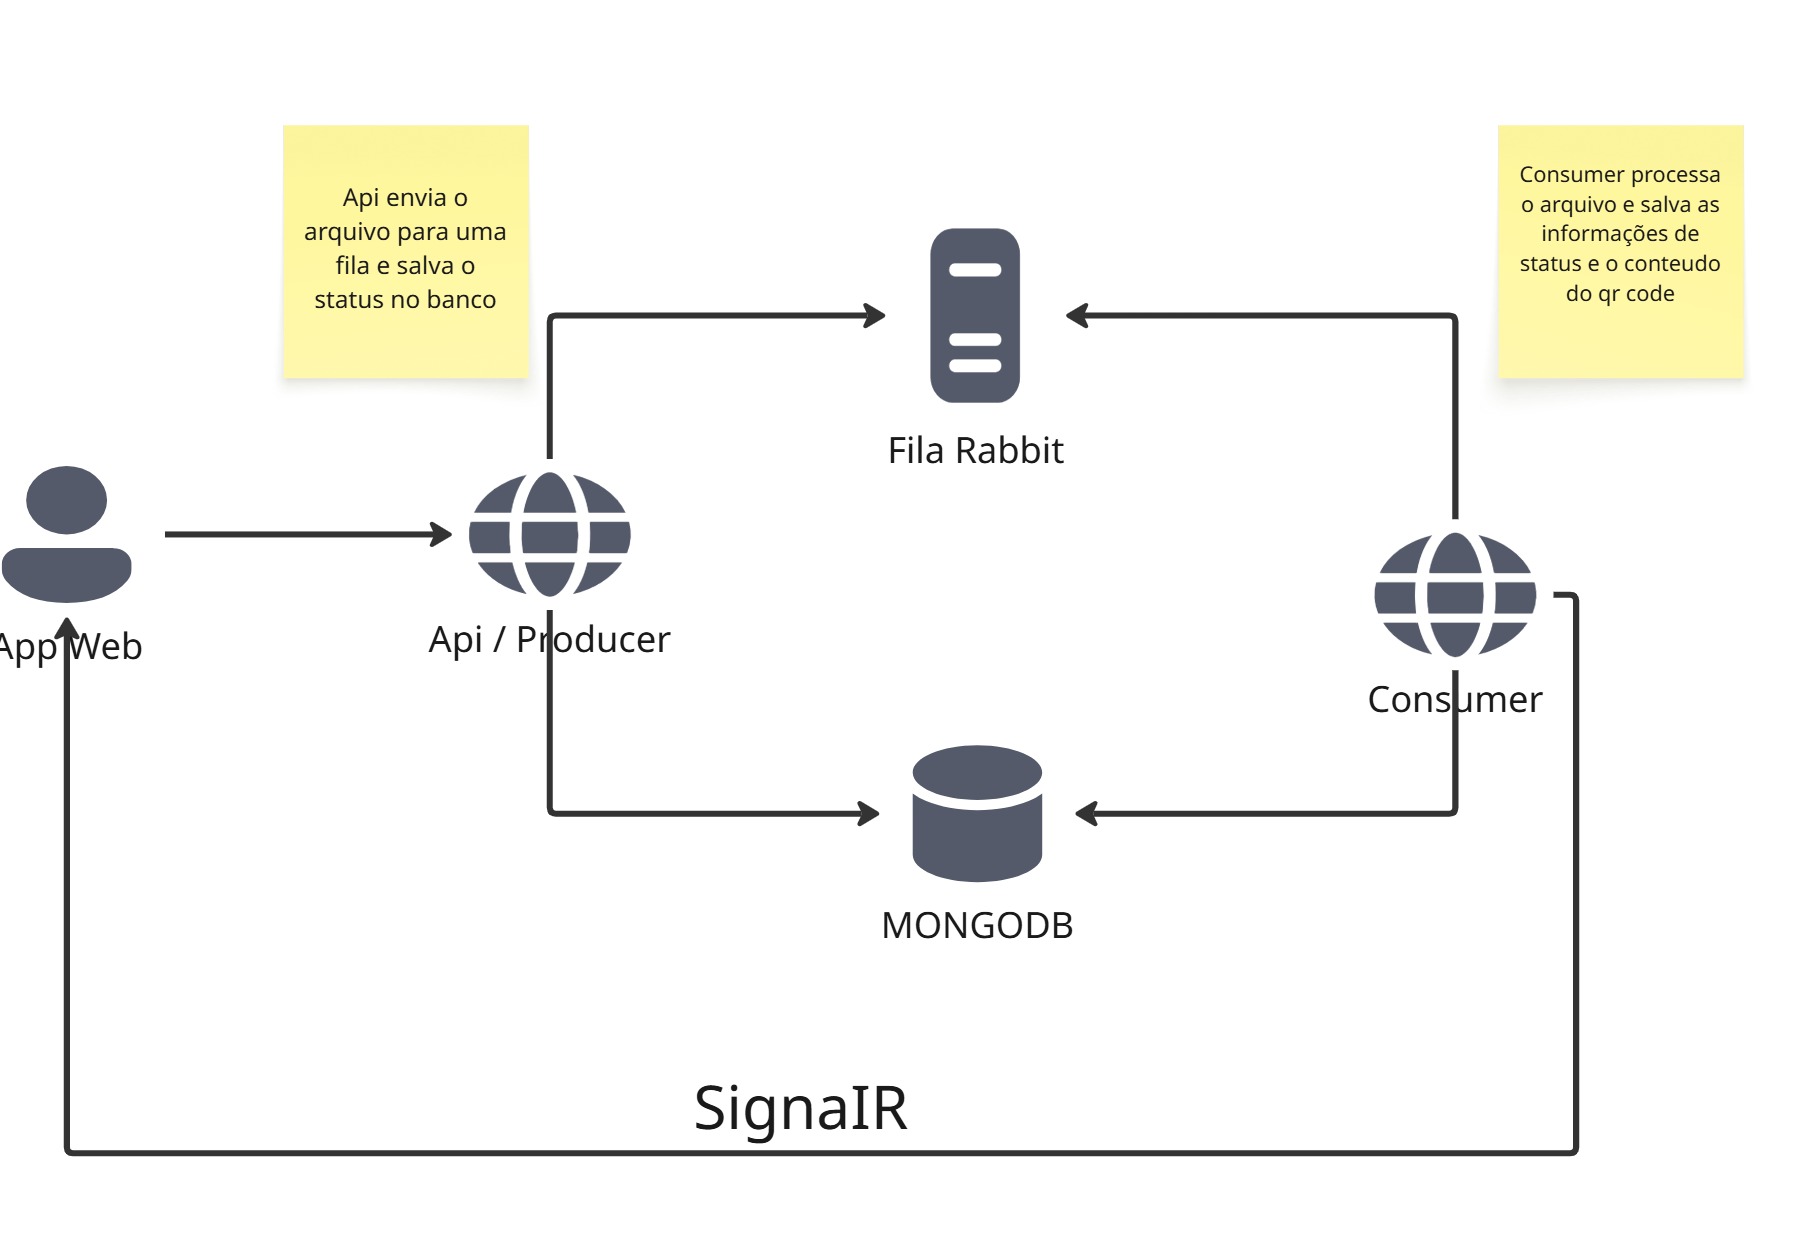 Api envia o
arquivo para uma
fila e salva o
status no banco
Consumer processa
o arquivo e salva as
informações de
status e o conteudo
do qr code
Fila Rabbit
App Web
Api / Producer
Consumer
MONGODB
SignaIR